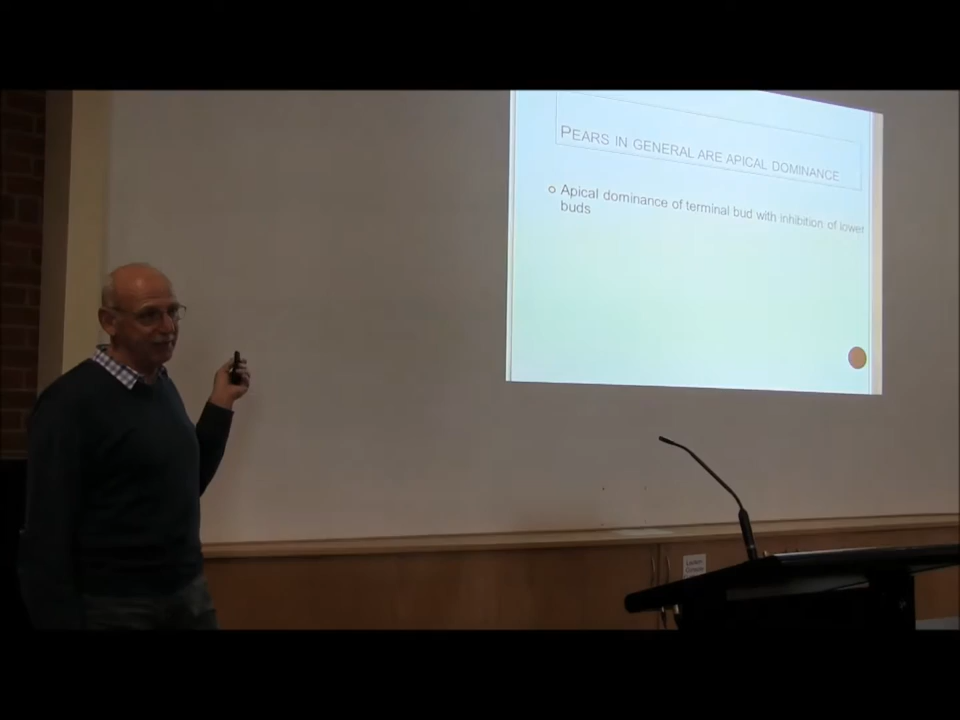 PEARS IN GENERAL ARE APICAL DOMINANCE
Apical dominance of terminal bud with inhibition of lower
buds